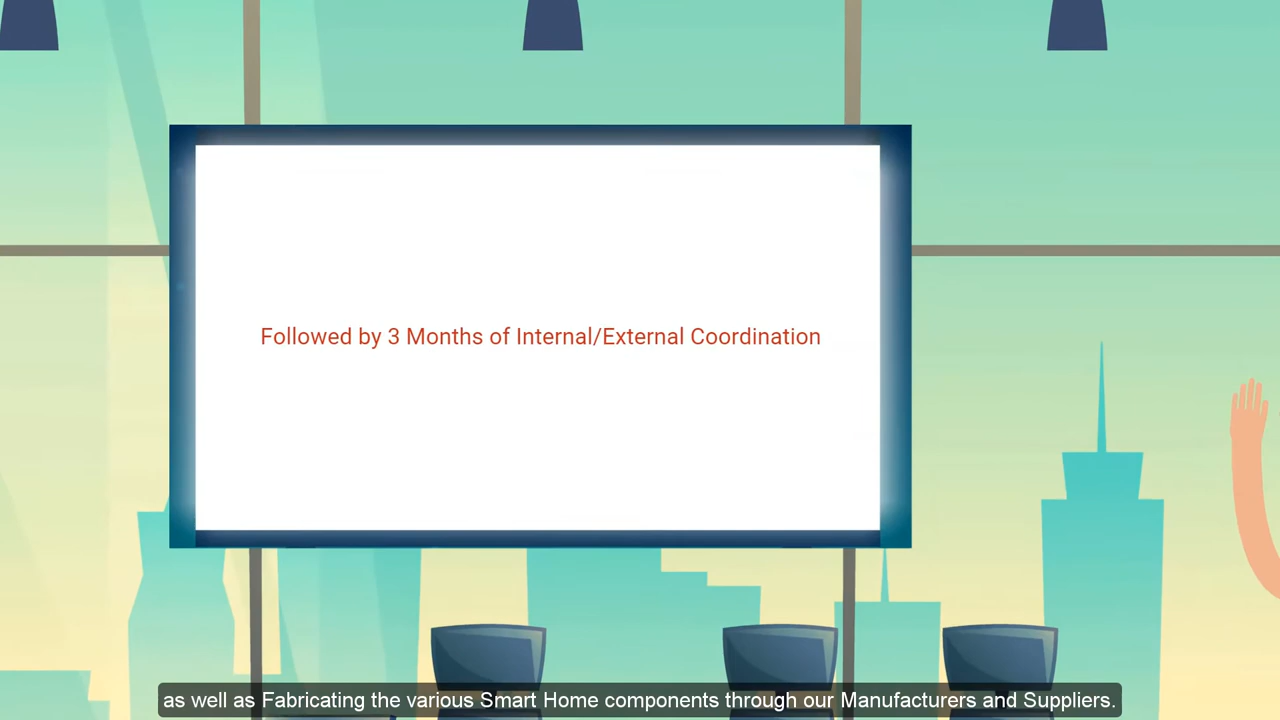 Followed by 3 Months of Internal/External Coordination
as well as Fabricating the various Smart Home components through our Manufacturers and Suppliers.